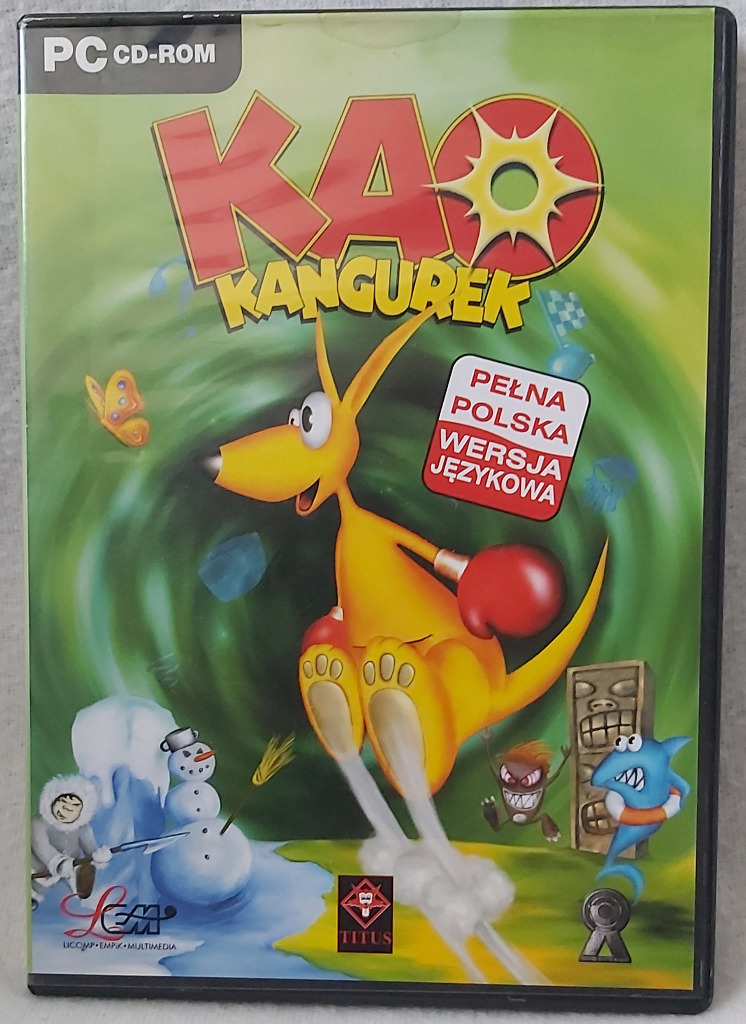 PC CD-ROM
KAO
KANGUREK
PEŁNA
POLSKA
WERSJA
JĘZYKOWA
LEM
LICOMP•EMPIK•MULTIMEDIA
TITUS